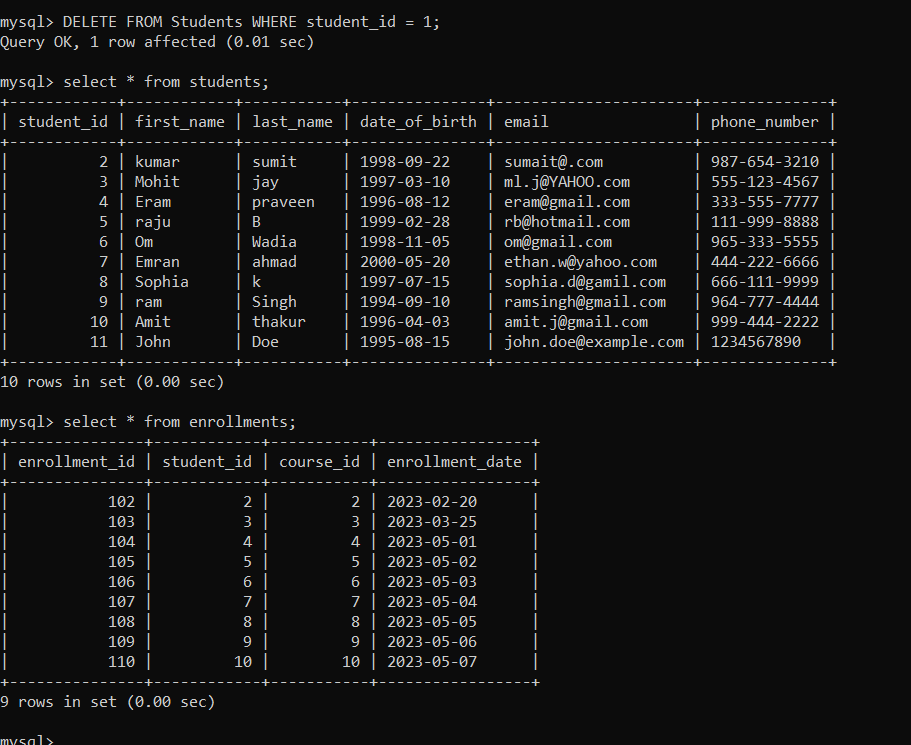 mysql> DELETE FROM Students WHERE student_id = 1;
Query OK, 1 row affected (0.01 sec)
mysql> select * from students;
+------------+------------+-----------+---------------+----------------------+--------------+
| student_id | first_name | last_name | date_of_birth | email                | phone_number |
+------------+------------+-----------+---------------+----------------------+--------------+
|          2 | kumar      | sumit     | 1998-09-22    | sumait@.com          | 987-654-3210 |
|          3 | Mohit      | jay       | 1997-03-10    | ml.j@YAHOO.com       | 555-123-4567 |
|          4 | Eram       | praveen   | 1996-08-12    | eram@gmail.com       | 333-555-7777 |
|          5 | raju       | B         | 1999-02-28    | rb@hotmail.com       | 111-999-8888 |
|          6 | Om         | Wadia     | 1998-11-05    | om@gmail.com         | 965-333-5555 |
|          7 | Emran      | ahmad     | 2000-05-20    | ethan.w@yahoo.com    | 444-222-6666 |
|          8 | Sophia     | k         | 1997-07-15    | sophia.d@gamil.com   | 666-111-9999 |
|          9 | ram        | Singh     | 1994-09-10    | ramsingh@gmail.com   | 964-777-4444 |
|         10 | Amit       | thakur    | 1996-04-03    | amit.j@gmail.com     | 999-444-2222 |
|         11 | John       | Doe       | 1995-08-15    | john.doe@example.com | 1234567890   |
+------------+------------+-----------+---------------+----------------------+--------------+
10 rows in set (0.00 sec)
mysql> select * from enrollments;
+---------------+------------+-----------+-----------------+
| enrollment_id | student_id | course_id | enrollment_date |
+---------------+------------+-----------+-----------------+
|           102 |          2 |         2 | 2023-02-20      |
|           103 |          3 |         3 | 2023-03-25      |
|           104 |          4 |         4 | 2023-05-01      |
|           105 |          5 |         5 | 2023-05-02      |
|           106 |          6 |         6 | 2023-05-03      |
|           107 |          7 |         7 | 2023-05-04      |
|           108 |          8 |         8 | 2023-05-05      |
|           109 |          9 |         9 | 2023-05-06      |
|           110 |         10 |        10 | 2023-05-07      |
+---------------+------------+-----------+-----------------+
9 rows in set (0.00 sec)
mysql>